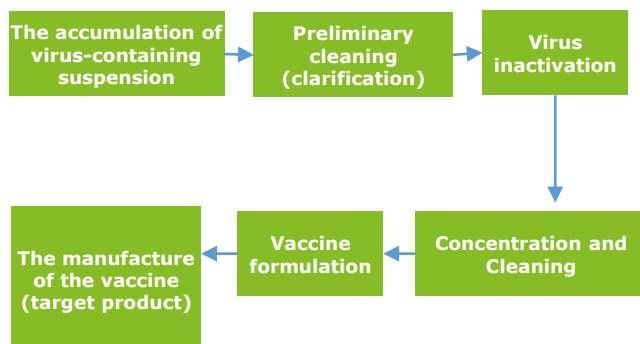 The accumulation of
virus-containing
suspension
Preliminary
cleaning
(clarification)
Virus
inactivation
Concentration and
Cleaning
Vaccine
formulation
The manufacture
of the vaccine
(target product)